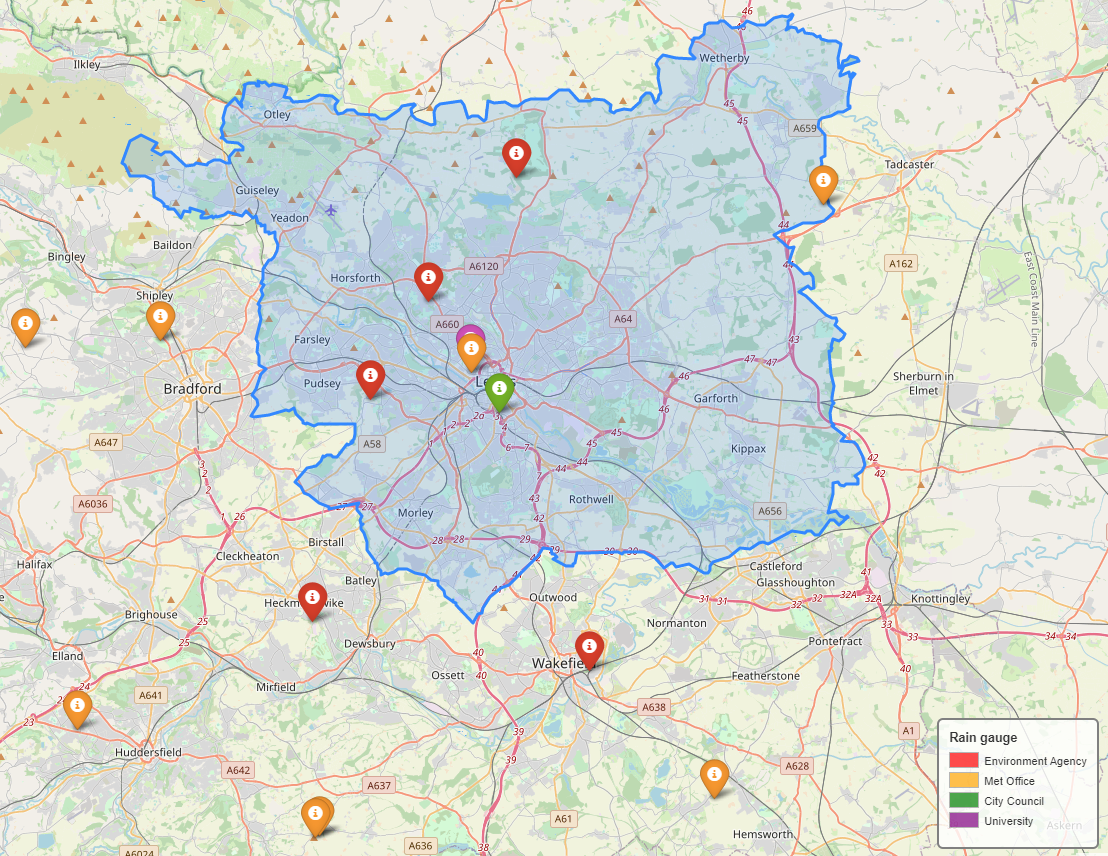 46
Wetherby
Ilkley
45
45
Otley
A659
Tadcaster
Guiseley
Yeadon
44
Baildon
Bingley
A6120
44
A162
Horsforth
Shipley
East Coast Main Line
A660
A64
Farsley
43
47
47
Pudsey
46
Bradford
Sherburn in
Elmet
Garforth
46
2a
3
A647
A58
1
2
2
4
45
45
6
7
Kippax
42
42
3
2
2
7
44
44
43
Rothwell
A6036
27
27
A656
Morley
1
26
42
28
28
29
29
30
30
Birstall
Cleckheaton
42
Halifax
Castleford
Glasshoughton
41
41
Batley
44
Outwood
31
31
32
32
32A
32A
Knottingley
Brighouse
25
Normanton
33
33
34
34
Dewsbury
25
Pontefract
Elland
40
Wakefield
40
40
Ossett
Featherstone
24
Mirfield
A641
A638
23
39
A1
Huddersfield
39
A642
A628
A637
A61
Hemsworth
A636
38
A6024
Rain gauge
Environment Agency
Met Office
City Council
University
Askern